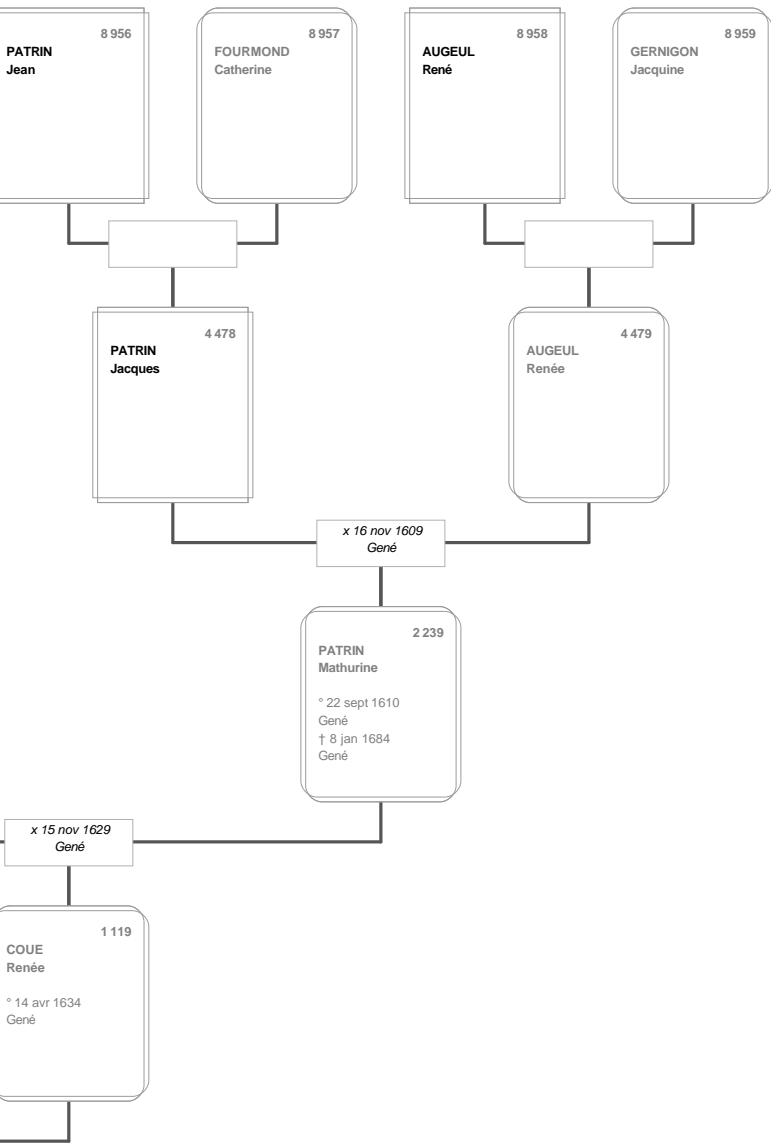 8 956
PATRIN
Jean
8 957
FOURMOND
Catherine
8 958
AUGEUL
René
8 959
GERNIGON
Jacquine
4 478
PATRIN
Jacques
4 479
AUGEUL
Renée
x 16 nov 1609
Gené
2 239
PATRIN
Mathurine
° 22 sept 1610
Gené
† 8 jan 1684
Gené
x 15 nov 1629
Gené
1 119
COUE
Renée
° 14 avr 1634
Gené